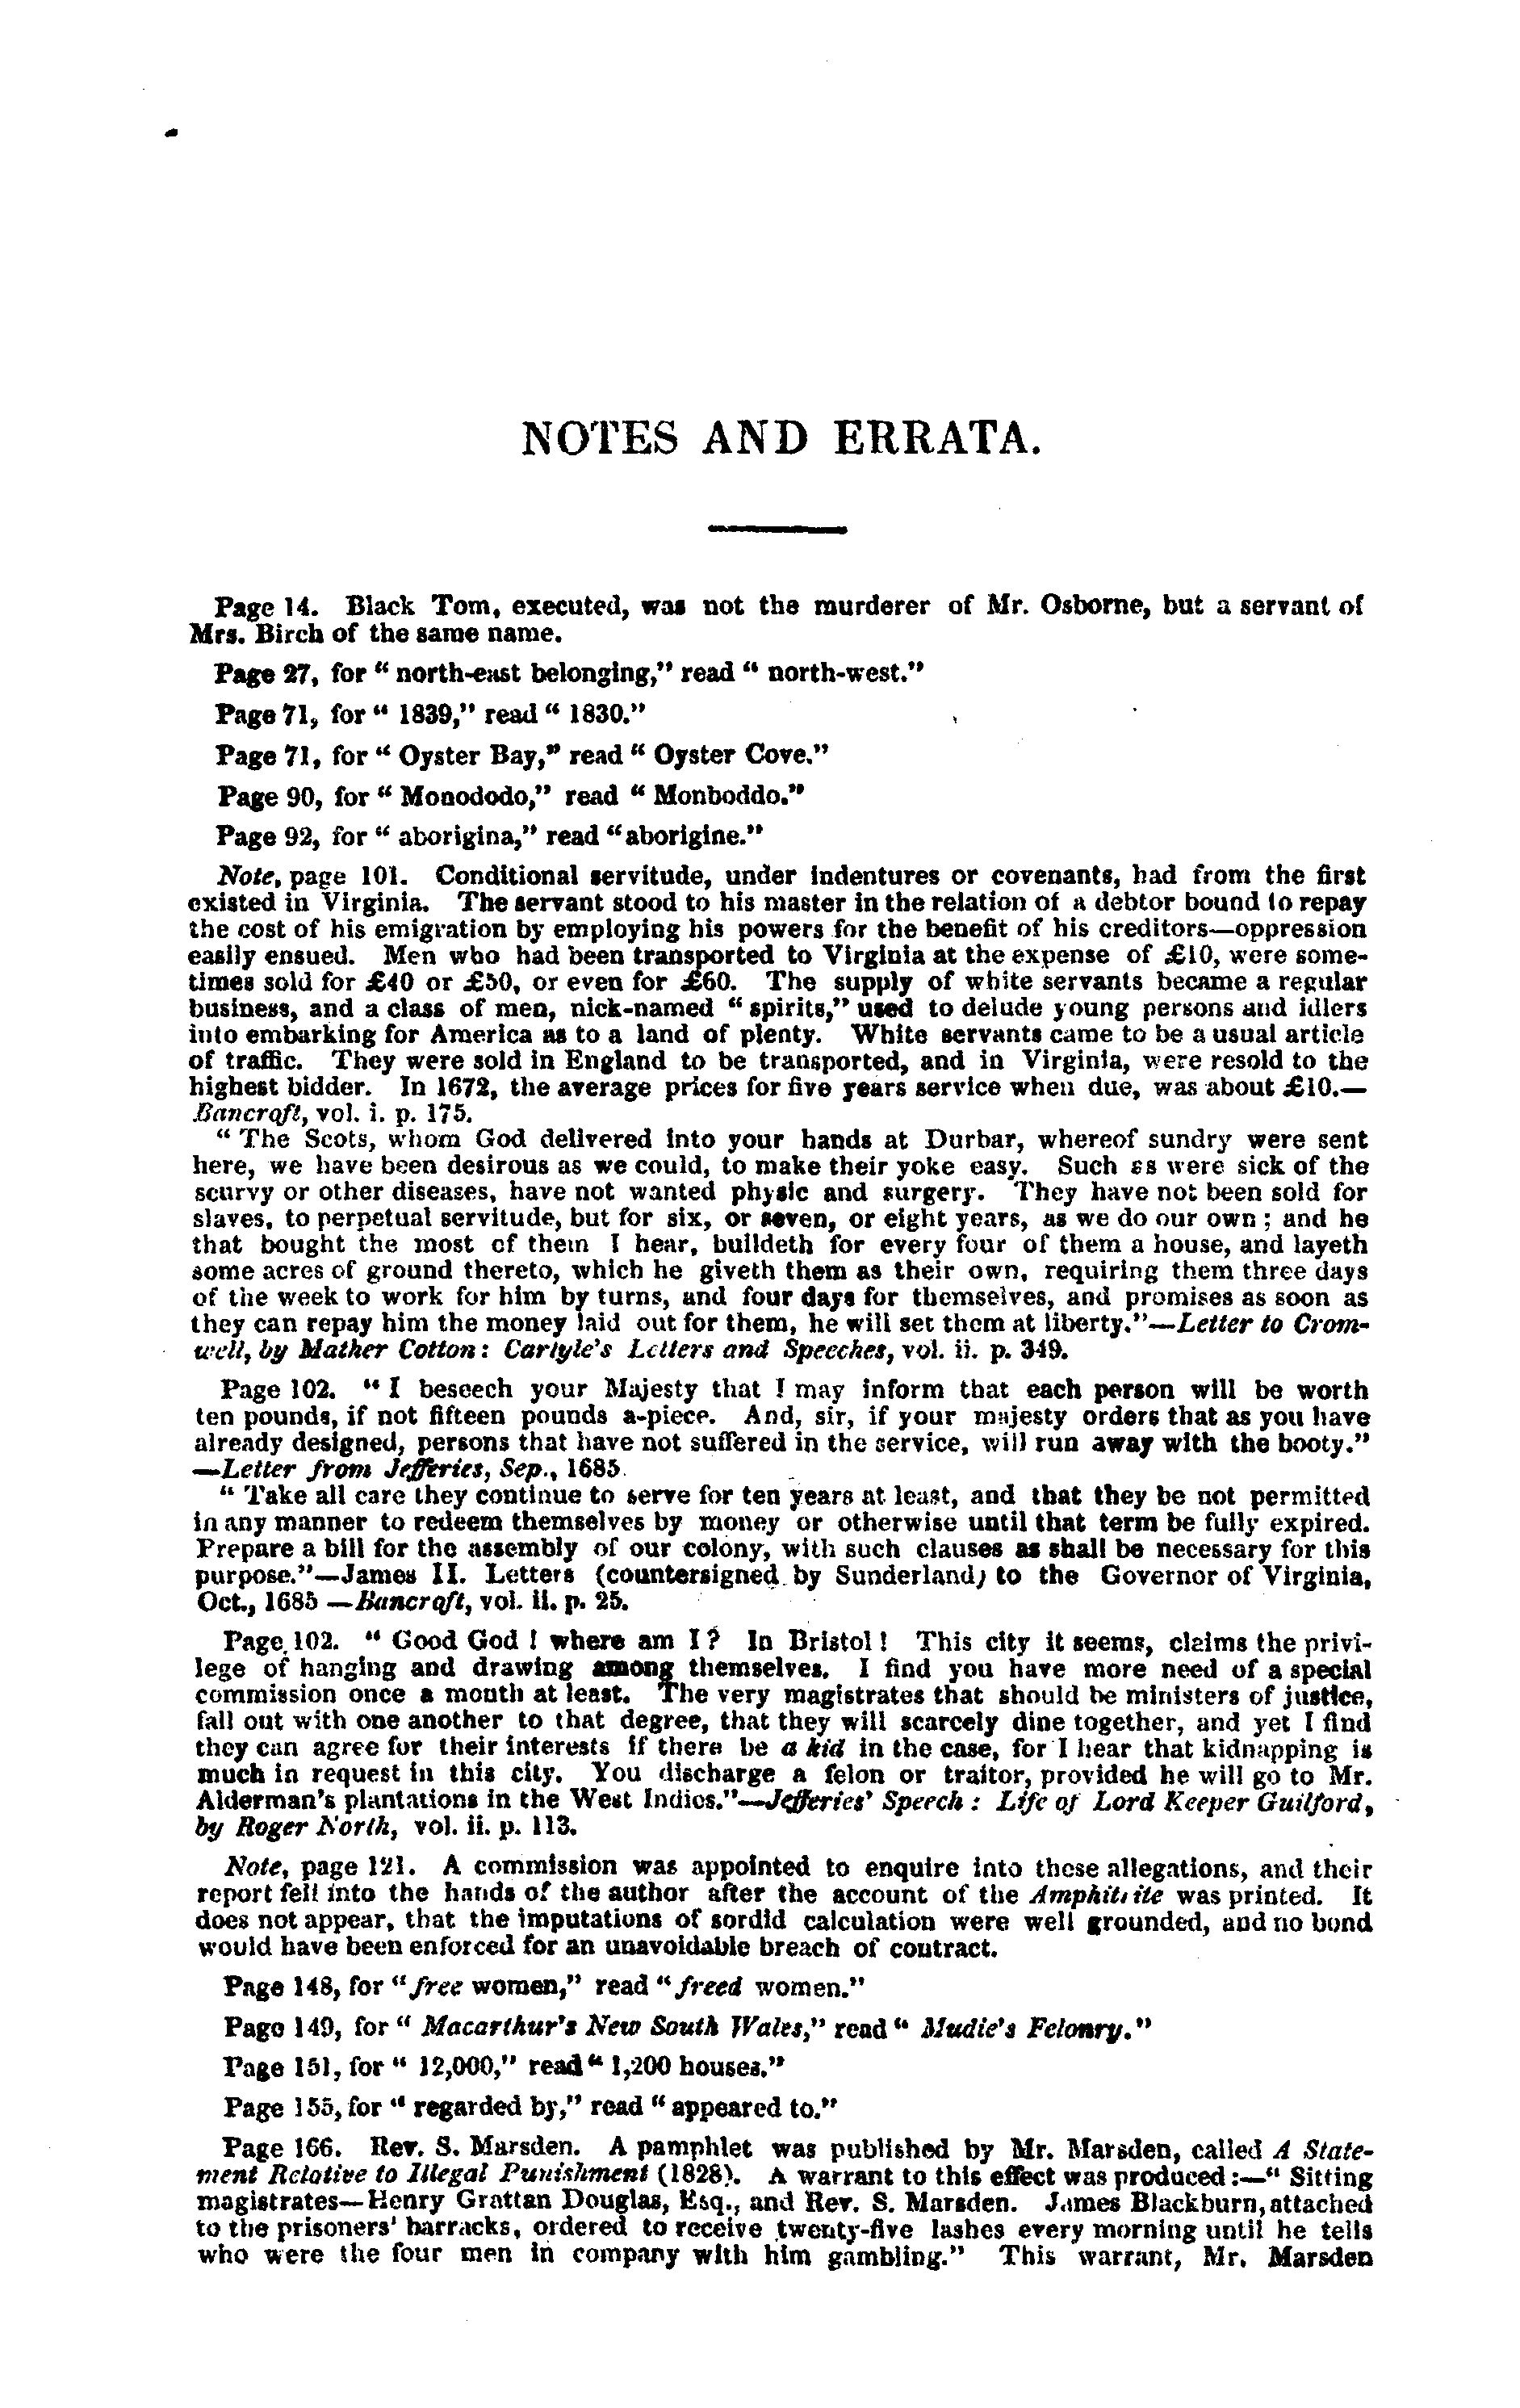 NOTES AND ERRATA.
Page 14. Black Tom, executed, was not the murderer of Mr. Osborne, but a servant of
Mrs. Birch of the same name.
Page 27, for “ north-east belonging,” read “ north-west.”
Page 71, for “ 1839,” read “ 1830.”
Page 71, for “ Oyster Bay,” read “ Oyster Cove.”
Page 90, for “ Monododo,” read “ Monboddo.”
Page 92, for “ aborigina,” read “aborigine.”
Note, page 101. Conditional servitude, under indentures or covenants, had from the first
existed in Virginia. The servant stood to his master in the relation of a debtor bound to repay
the cost of his emigration by employing his powers for the benefit of his creditors—oppression
easily ensued. Men who had been transported to Virginia at the expense of £10, were some-
times sold for £40 or £50, or even for £60. The supply of white servants became a regular
business, and a class of men, nick-named “ spirits,” used to delude young persons and idlers
into embarking for America as to a land of plenty. White servants came to be a usual article
of traffic. They were sold in England to be transported, and in Virginia, were resold to the
highest bidder. In 1672, the average prices for five years service when due, was about £10.—
Bancroft, vol. i. p. 175.
“ The Scots, whom God delivered into your hands at Durbar, whereof sundry were sent
here, we have been desirous as we could, to make their yoke easy. Such as were sick of the
scurvy or other diseases, have not wanted physic and surgery. They have not been sold for
slaves, to perpetual servitude, but for six, or seven, or eight years, as we do our own ; and he
that bought the most of them I hear, buildeth for every four of them a house, and layeth
some acres of ground thereto, which he giveth them as their own, requiring them three days
of the week to work for him by turns, and four days for themselves, and promises as soon as
they can repay him the money laid out for them, he will set them at liberty.”—Letter to Crom-
well, by Mather Cotton : Carlyle's Letters and Speeches, vol. ii. p. 349.
Page 102. “ I beseech your Majesty that I may inform that each person will be worth
ten pounds, if not fifteen pounds a-piece. And, sir, if your majesty orders that as you have
already designed, persons that have not suffered in the service, will run away with the booty.”
—Letter from Jefferies, Sep., 1685.
“ Take all care they continue to serve for ten years at least, and that they be not permitted
in any manner to redeem themselves by money or otherwise until that term be fully expired.
Prepare a bill for the assembly of our colony, with such clauses as shall be necessary for this
purpose.”—James II. Letters (countersigned by Sunderland) to the Governor of Virginia,
Oct., 1685 —Bancroft, vol. ii. p. 25.
Page 102. “ Good God ! where am I ? In Bristol ! This city it seems, claims the privi-
lege of hanging and drawing among themselves. I find you have more need of a special
commission once a month at least. The very magistrates that should be ministers of justice,
fall out with one another to that degree, that they will scarcely dine together, and yet I find
they can agree for their interests if there be a kid in the case, for I hear that kidnapping is
much in request in this city. You discharge a felon or traitor, provided he will go to Mr.
Alderman's plantations in the West Indies.”—Jefferies' Speech : Life of Lord Keeper Guilford,
by Roger North, vol. ii. p. 113.
Note, page 121. A commission was appointed to enquire into these allegations, and their
report fell into the hands of the author after the account of the Amphitrite was printed. It
does not appear, that the imputations of sordid calculation were well grounded, and no bond
would have been enforced for an unavoidable breach of contract.
Page 148, for “free women,” read “freed women.”
Page 149, for “ Macarthur's New South Wales,” read “ Mudie's Felonry.”
Page 151, for “ 12,000,” read “ 1,200 houses.”
Page 155, for “ regarded by,” read “ appeared to.”
Page 166. Rev. S. Marsden. A pamphlet was published by Mr. Marsden, called A State-
ment Relative to Illegal Punishment (1828). A warrant to this effect was produced :—“ Sitting
magistrates—Henry Grattan Douglas, Esq., and Rev. S. Marsden. James Blackburn, attached
to the prisoners' barracks, ordered to receive twenty-five lashes every morning until he tells
who were the four men in company with him gambling.” This warrant, Mr. Marsden